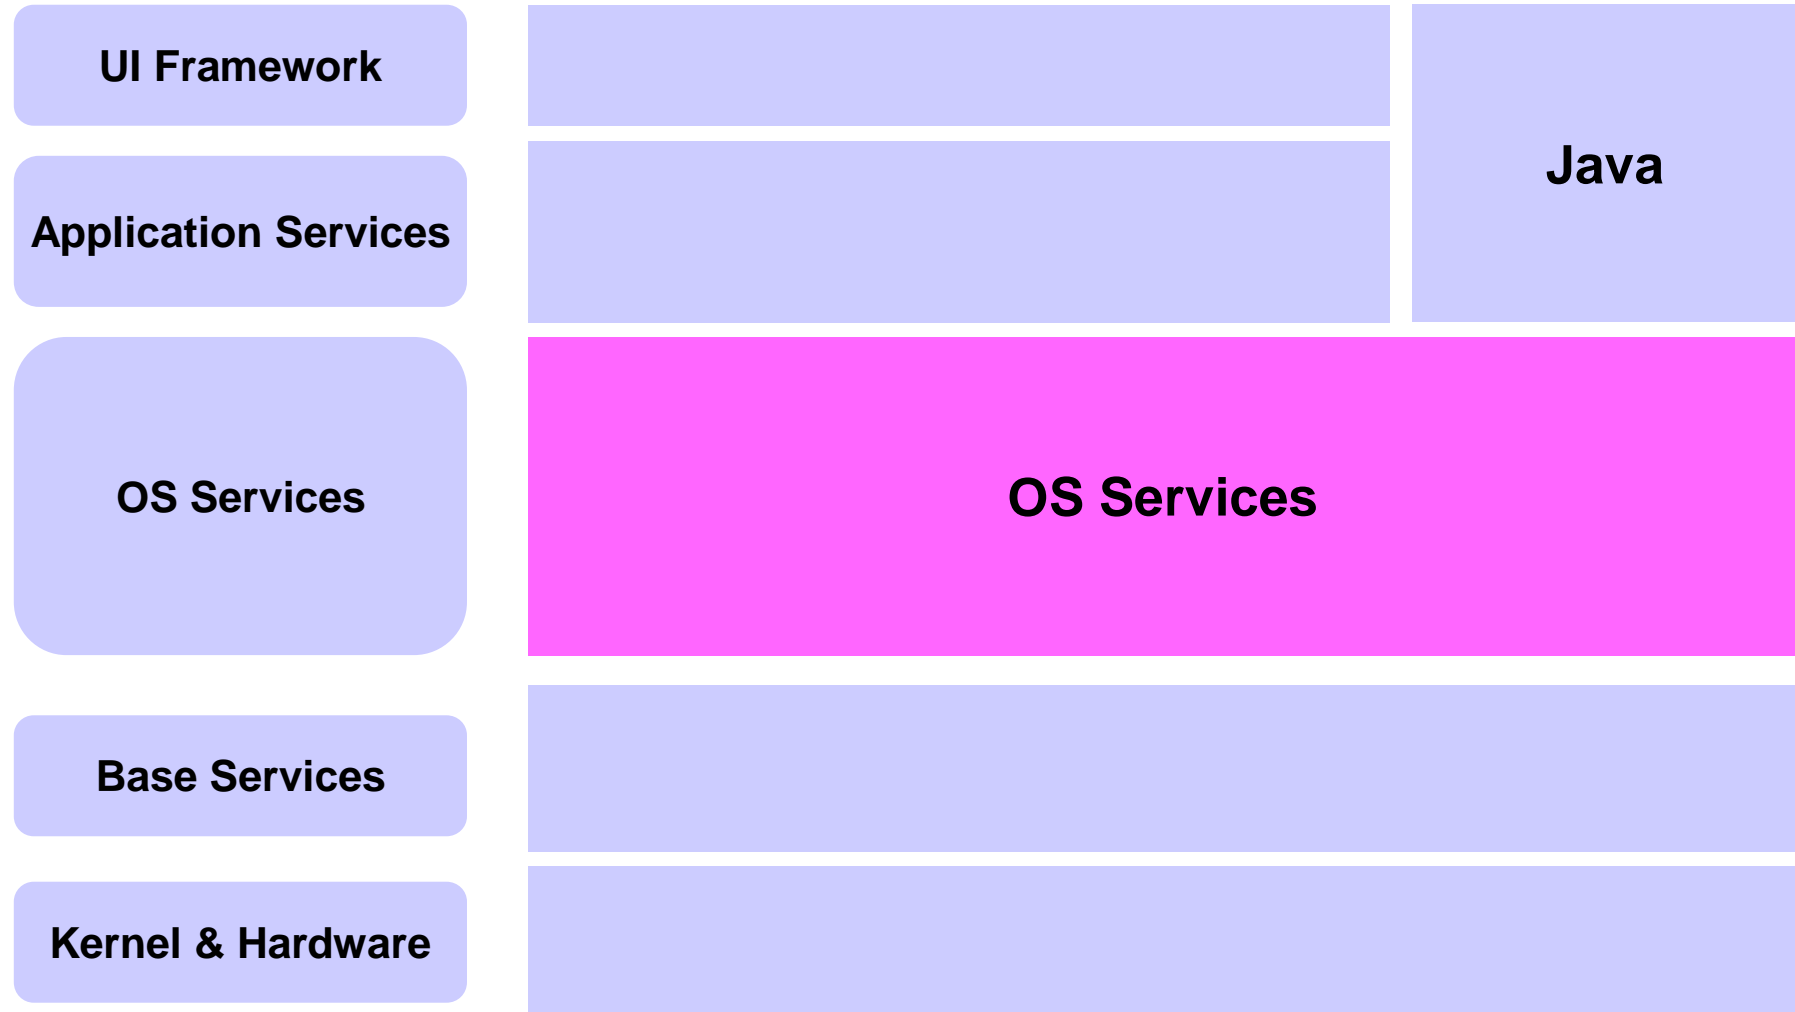 UI Framework
Java
Application Services
OS Services
OS Services
Base Services
Kernel & Hardware